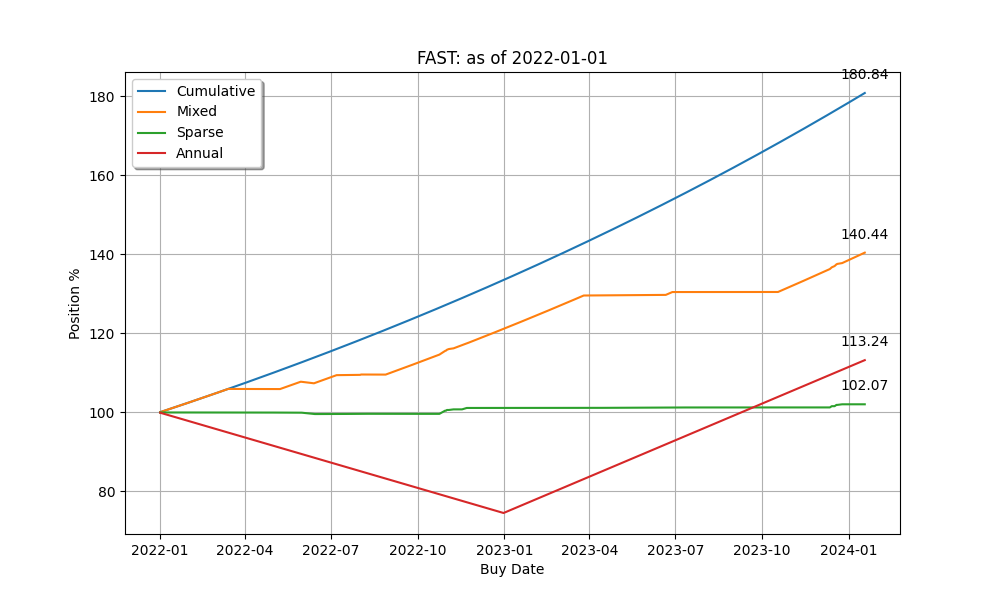 FAST: as of 2022-01-01
180.84
180
Cumulative
Mixed
Sparse
Annual
160
140.44
140
Position %
120
113.24
102.07
100
80
2022-01 2022-04 2022-07 2022-10 2023-01 2023-04 2023-07 2023-10 2024-01
Buy Date